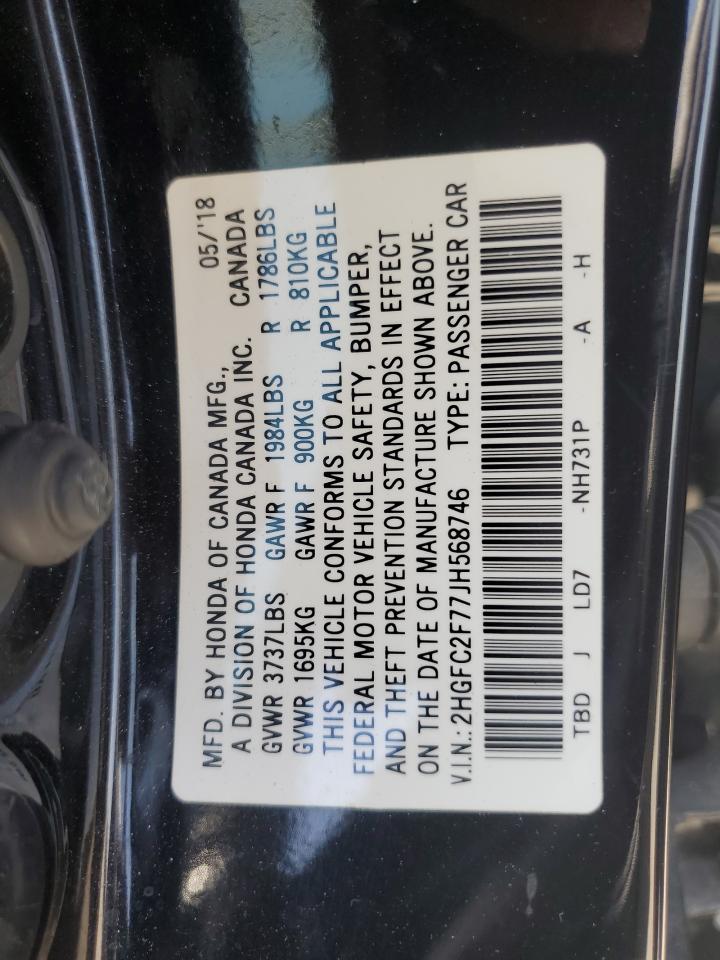 MFD. BY HONDA OF CANADA MFG., 05/'18
A DIVISION OF HONDA CANADA INC. CANADA
GVWR 3737LBS GAWR F 1984LBS R 1786LBS
GVWR 1695KG GAWR F 900KG R 810KG
THIS VEHICLE CONFORMS TO ALL APPLICABLE
FEDERAL MOTOR VEHICLE SAFETY, BUMPER,
AND THEFT PREVENTION STANDARDS IN EFFECT
ON THE DATE OF MANUFACTURE SHOWN ABOVE.
V.I.N.: 2HGFC2F77JH568746 TYPE: PASSENGER CAR
TBD J LD7 -NH731P -A -H